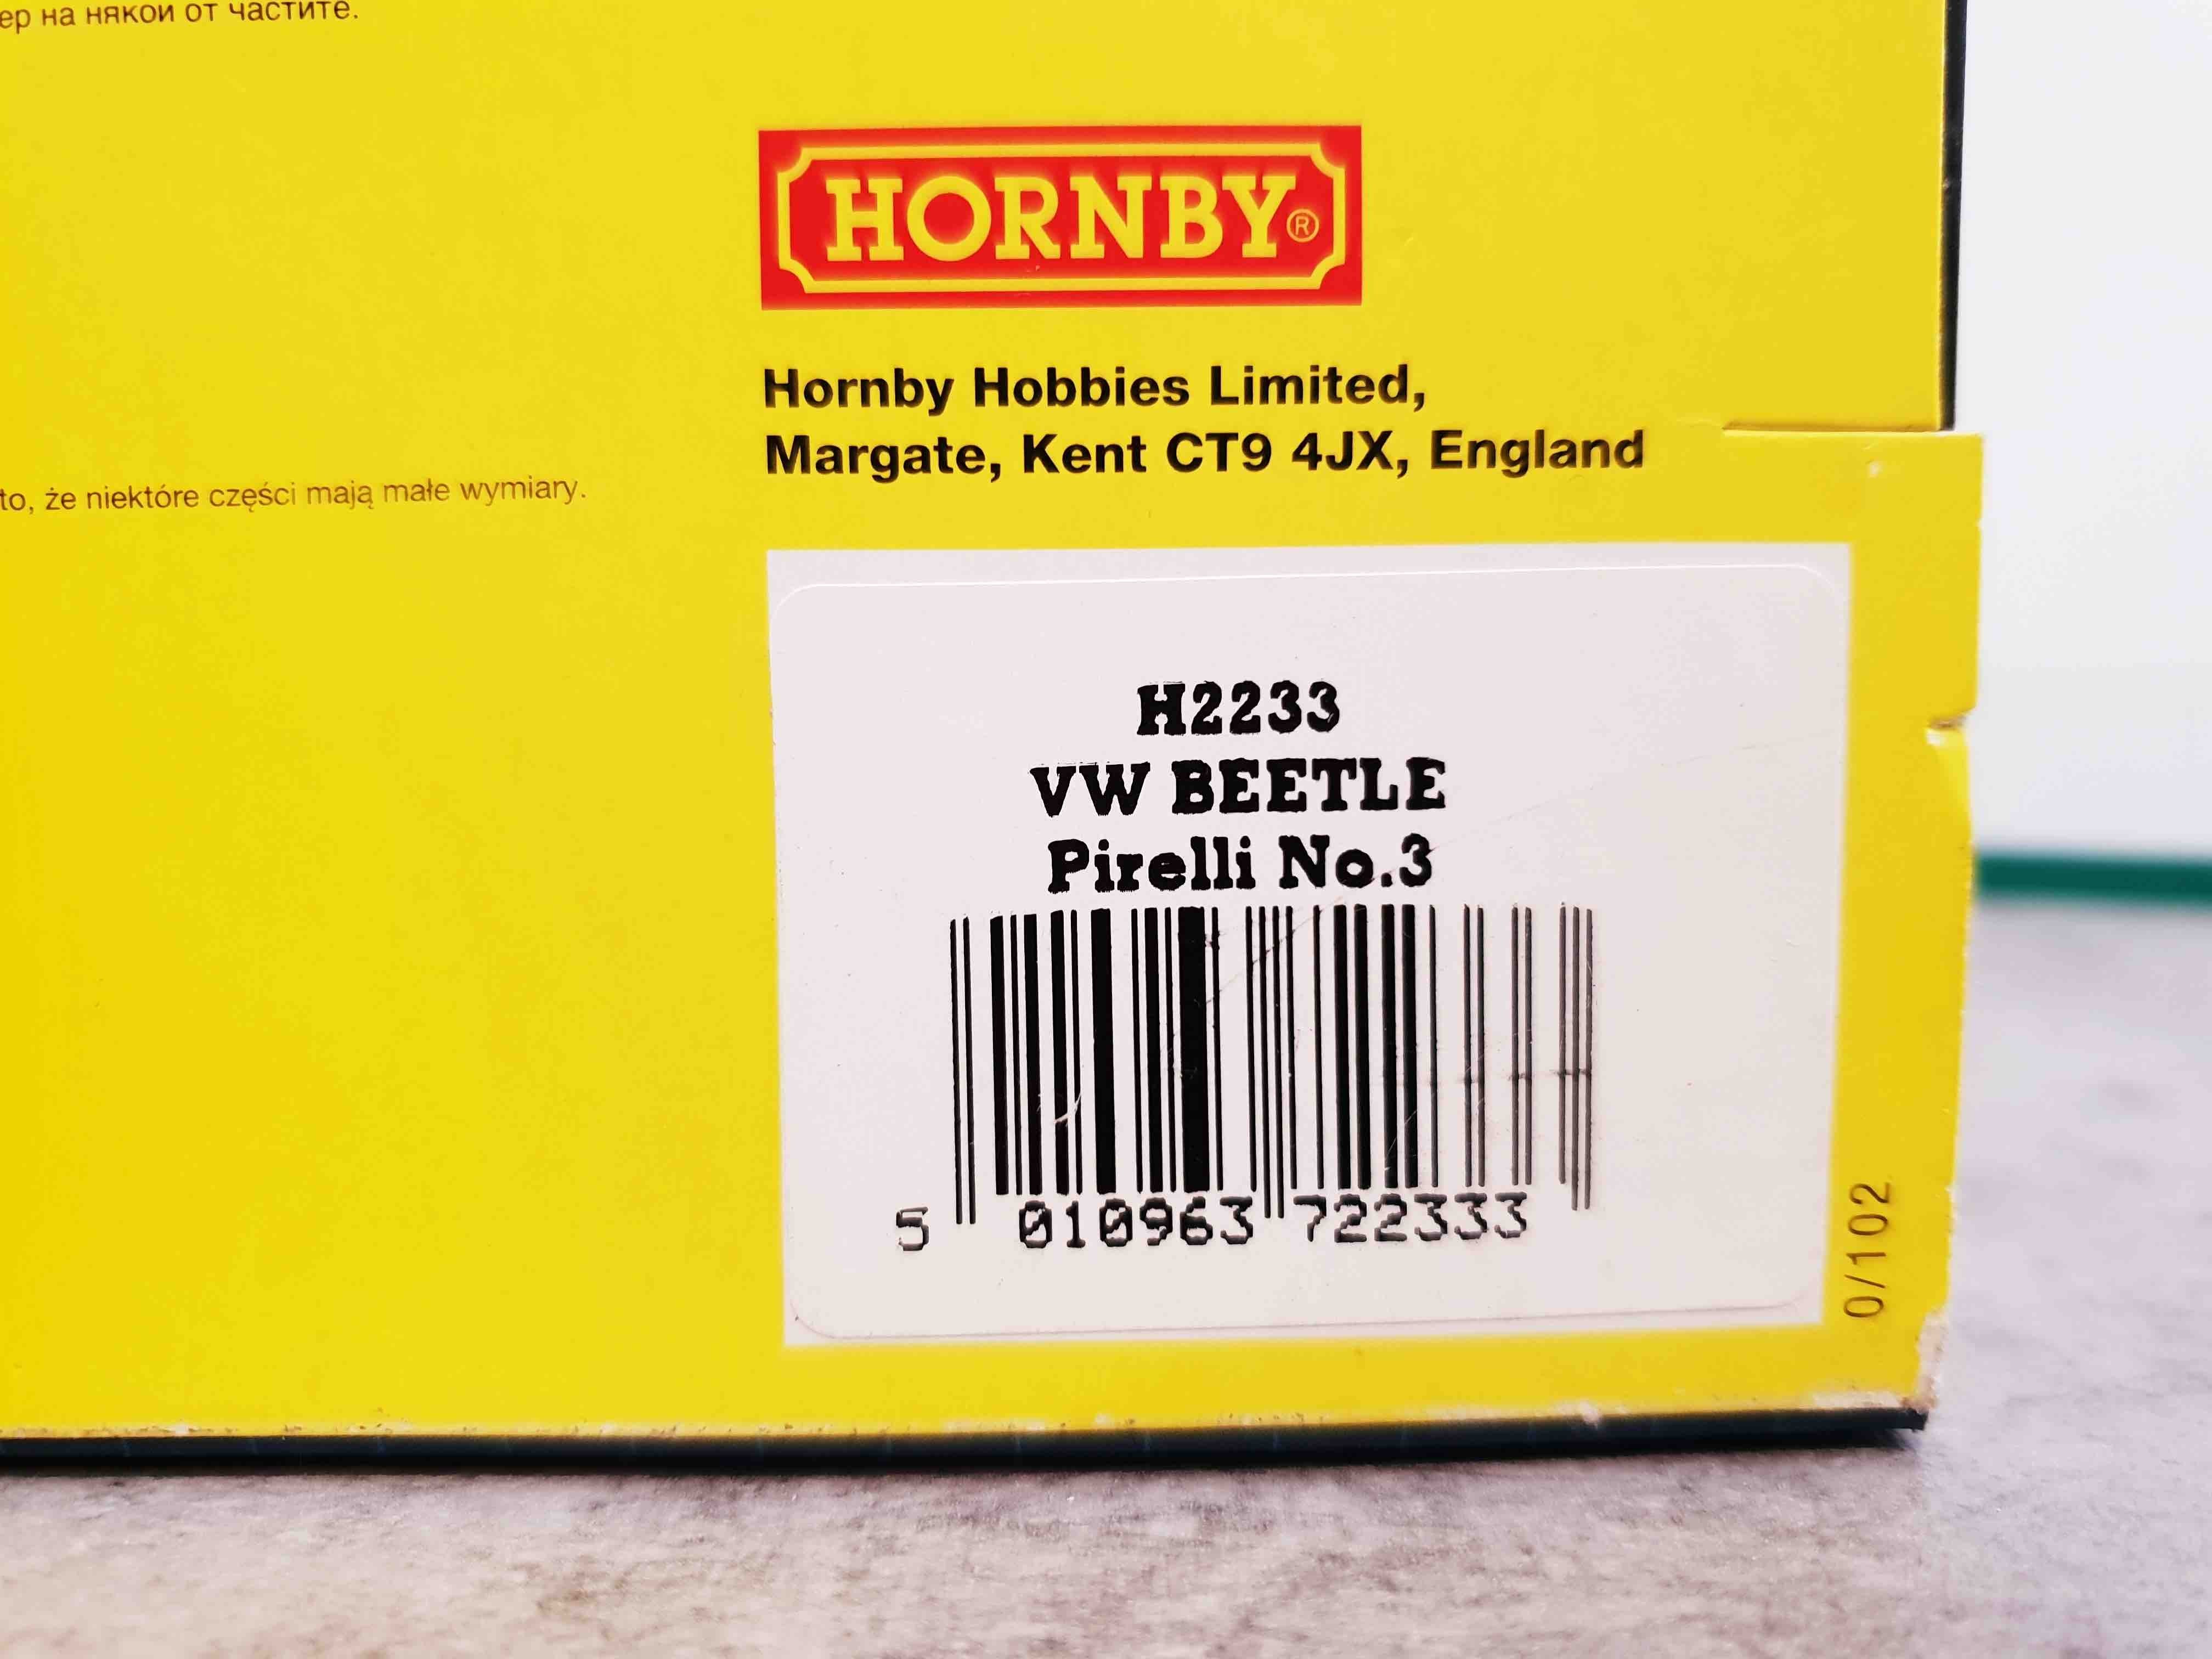 ер на някои от частите.
HORNBY®
Hornby Hobbies Limited,
Margate, Kent CT9 4JX, England
to, że niektóre części mają małe wymiary.
H2233
VW BEETLE
Pirelli No.3
5 010963 722333
0/102